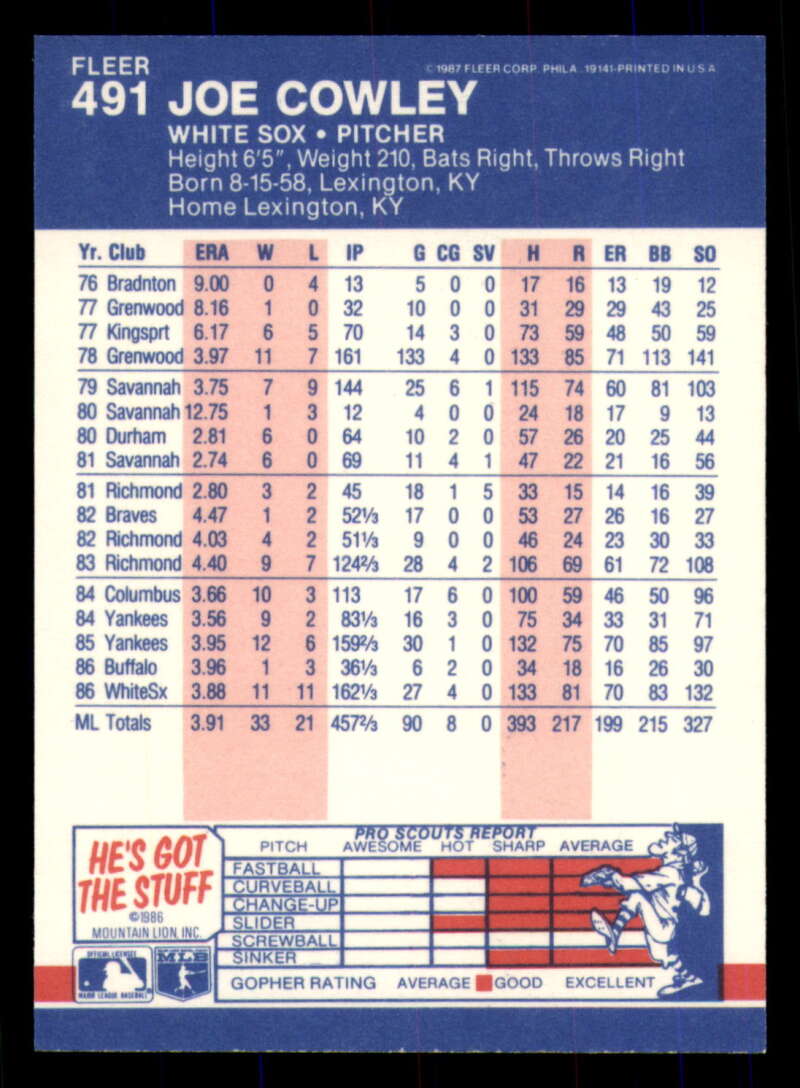 FLEER
©1987 FLEER CORP. PHILA. 19141-PRINTED IN U S A
491 JOE COWLEY
WHITE SOX • PITCHER
Height 6'5", Weight 210, Bats Right, Throws Right
Born 8-15-58, Lexington, KY
Home Lexington, KY
Yr. Club ERA W L IP G CG SV H R ER BB SO
76 Bradnton 9.00 0 4 13 5 0 0 17 16 13 19 12
77 Grenwood 8.16 1 0 32 10 0 0 31 29 29 43 25
77 Kingsprt 6.17 6 5 70 14 3 0 73 59 48 50 59
78 Grenwood 3.97 11 7 161 133 4 0 133 85 71 113 141
79 Savannah 3.75 7 9 144 25 6 1 115 74 60 81 103
80 Savannah 12.75 1 3 12 4 0 0 24 18 17 9 13
80 Durham 2.81 6 0 64 10 2 0 57 26 20 25 44
81 Savannah 2.74 6 0 69 11 4 1 47 22 21 16 56
81 Richmond 2.80 3 2 45 18 1 5 33 15 14 16 39
82 Braves 4.47 1 2 52⅓ 17 0 0 53 27 26 16 27
82 Richmond 4.03 4 2 51⅓ 9 0 0 46 24 23 30 33
83 Richmond 4.40 9 7 124⅔ 28 4 2 106 69 61 72 108
84 Columbus 3.66 10 3 113 17 6 0 100 59 46 50 96
84 Yankees 3.56 9 2 83⅓ 16 3 0 75 34 33 31 71
85 Yankees 3.95 12 6 159⅔ 30 1 0 132 75 70 85 97
86 Buffalo 3.96 1 3 36⅓ 6 2 0 34 18 16 26 30
86 WhiteSx 3.88 11 11 162⅓ 27 4 0 133 81 70 83 132
ML Totals 3.91 33 21 457⅔ 90 8 0 393 217 199 215 327
HE'S GOT
THE STUFF
©1986
MOUNTAIN LION, INC.
OFFICIAL LICENSEE
MAJOR LEAGUE BASEBALL
MLB
PRO SCOUTS REPORT
PITCH AWESOME HOT SHARP AVERAGE
FASTBALL
CURVEBALL
CHANGE-UP
SLIDER
SCREWBALL
SINKER
GOPHER RATING AVERAGE GOOD EXCELLENT